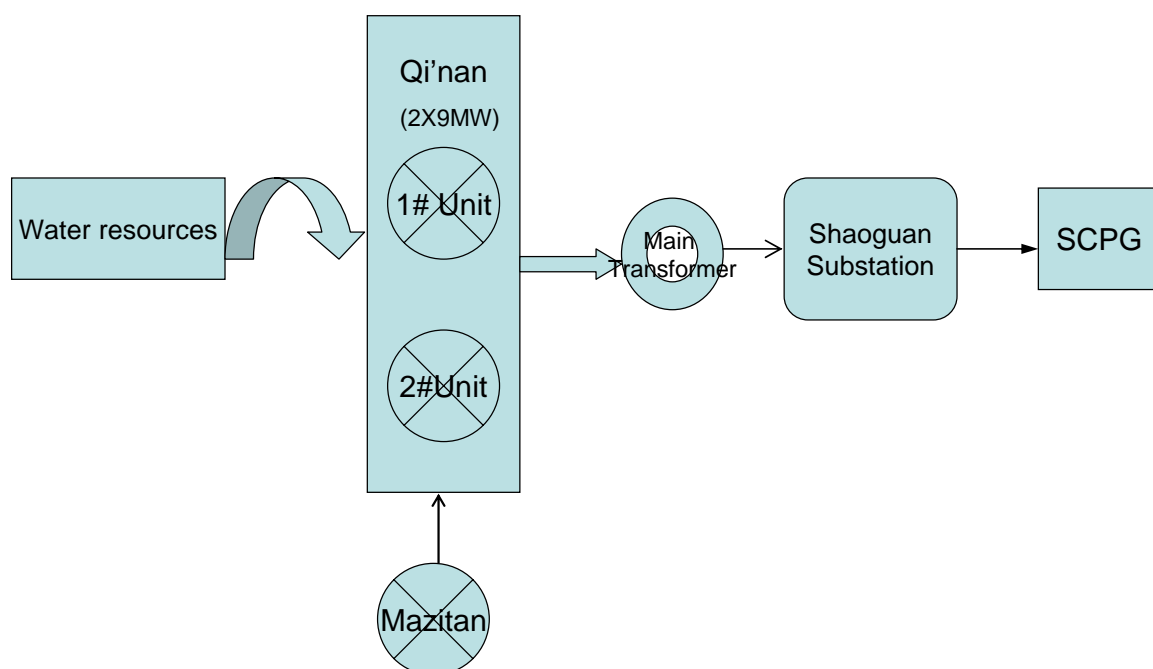 Qi’nan
(2X9MW)
1# Unit
2#Unit
Water resources
Main
Transformer
Shaoguan
Substation
SCPG
Mazitan